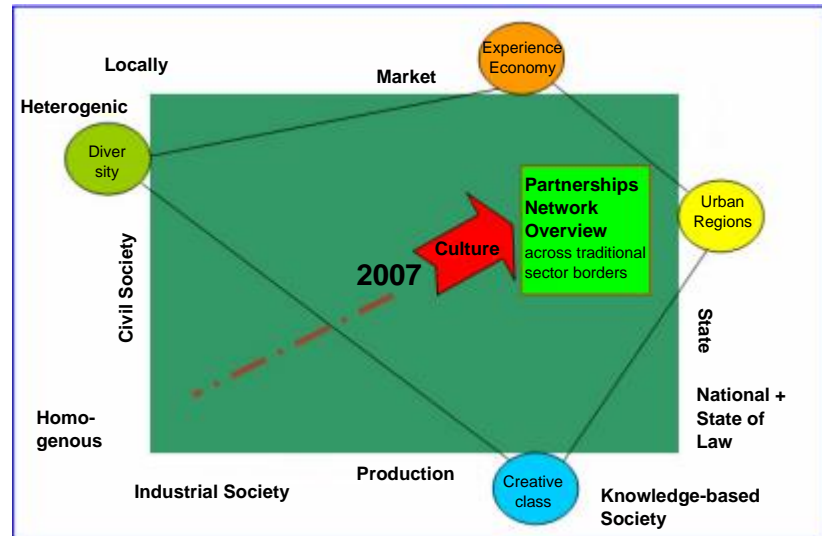 Experience
Economy
Locally
Market
Heterogenic
Diver
sity
Partnerships
Network
Overview
across traditional
sector borders
Urban
Regions
Culture
2007
Civil Society
State
National +
State of
Law
Homo-
genous
Production
Industrial Society
Creative
class
Knowledge-based
Society